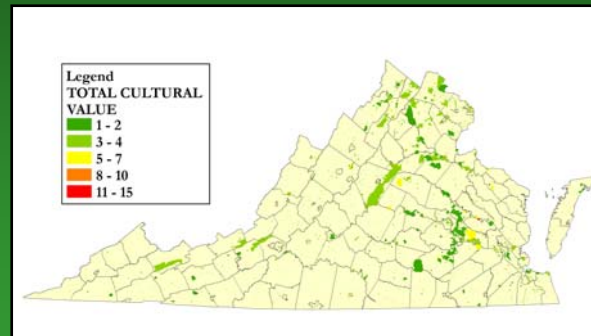 Legend
TOTAL CULTURAL
VALUE
1 - 2
3 - 4
5 - 7
8 - 10
11 - 15